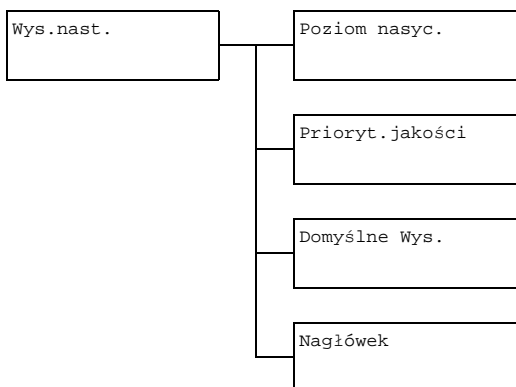 Wys.nast.
Poziom nasyc.
Prioryt.jakości
Domyślne Wys.
Nagłówek